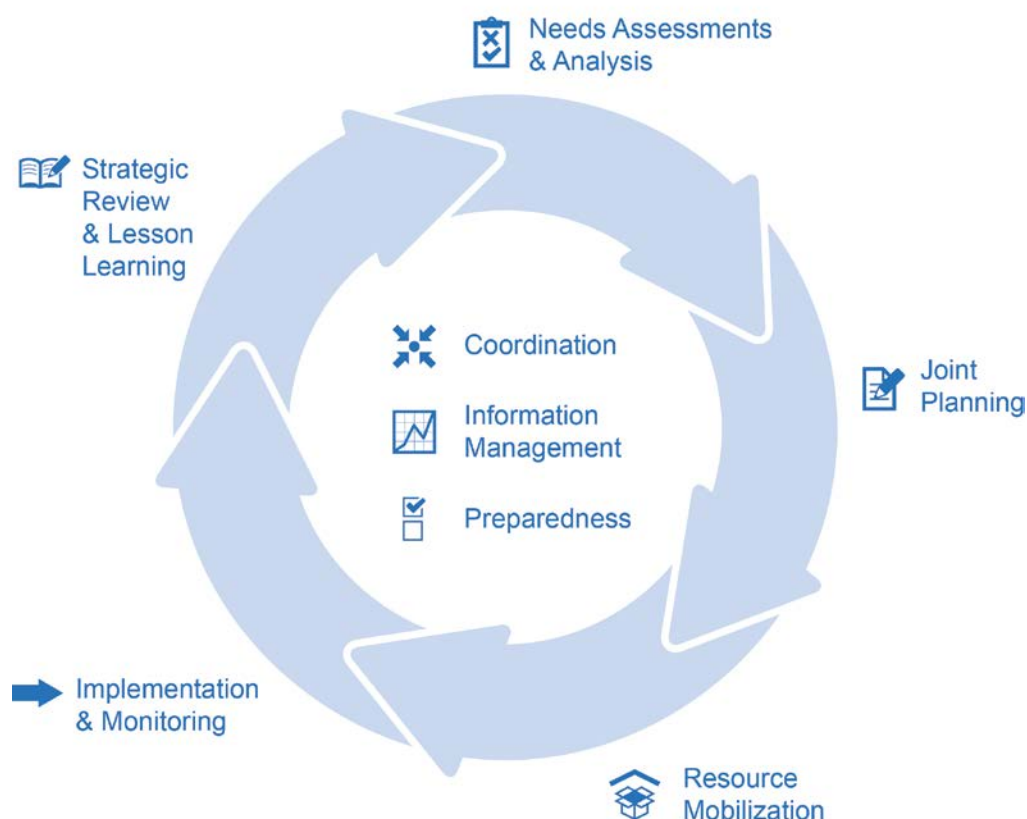 Needs Assessments
& Analysis
Strategic
Review
& Lesson
Learning
Coordination
Joint
Planning
Information
Management
Preparedness
Implementation
& Monitoring
Resource
Mobilization